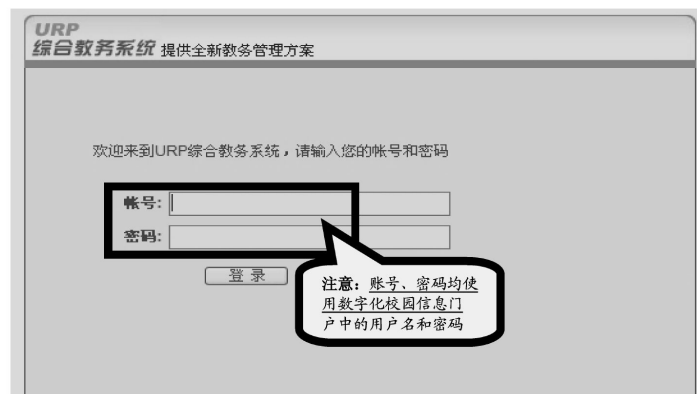 URP
综合教务系统 提供全新教务管理方案
欢迎来到URP综合教务系统，请输入您的帐号和密码
帐号:
密码:
登 录
注意：账号、密码均使
用数字化校园信息门
户中的用户名和密码